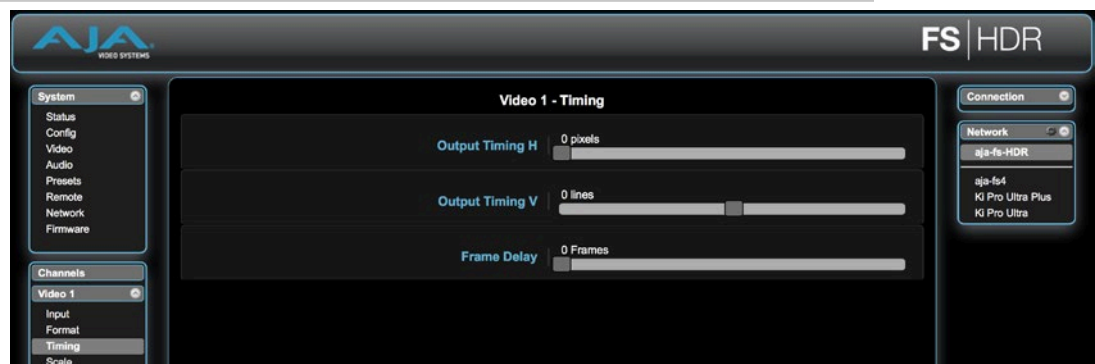 AJA
VIDEO SYSTEMS
FS|HDR
System
Status
Config
Video
Audio
Presets
Remote
Network
Firmware
Channels
Video 1
Input
Format
Timing
Scale
Video 1 - Timing
Output Timing H
0 pixels
Output Timing V
0 lines
Frame Delay
0 Frames
Connection
Network
aja-fs-HDR
aja-fs4
Ki Pro Ultra Plus
Ki Pro Ultra